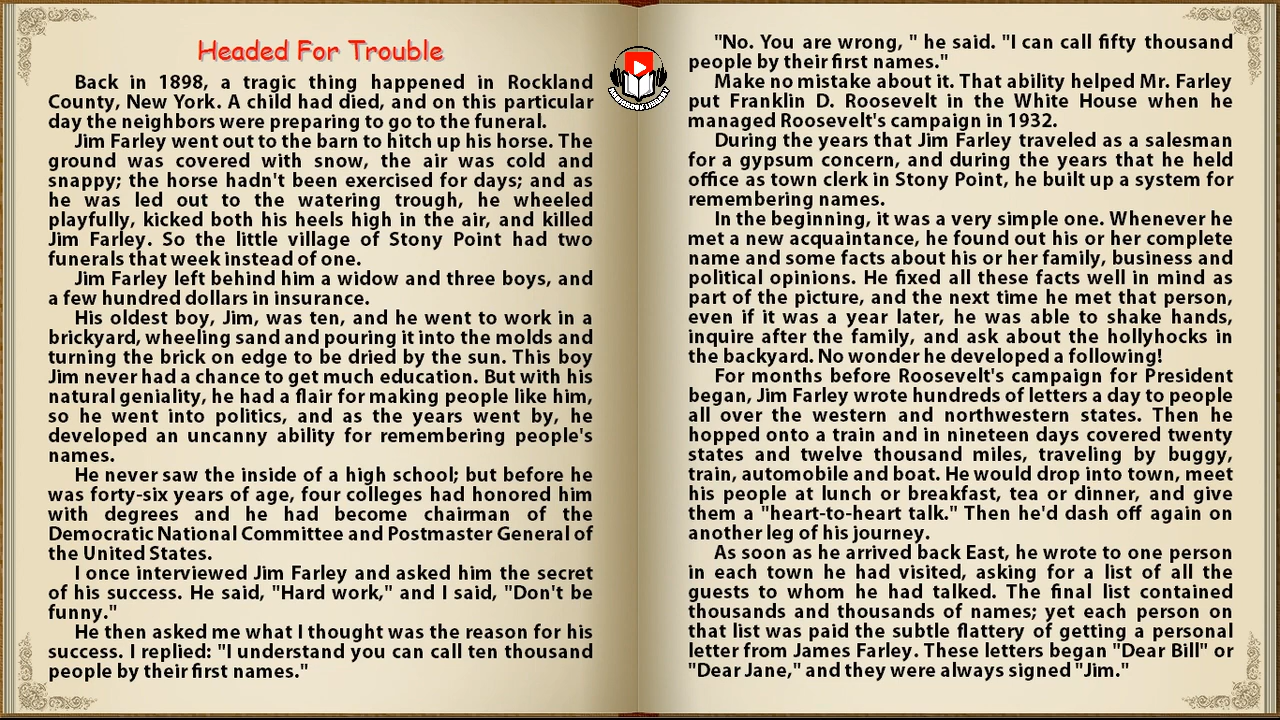 Headed For Trouble
Back in 1898, a tragic thing happened in Rockland
County, New York. A child had died, and on this particular
day the neighbors were preparing to go to the funeral.
Jim Farley went out to the barn to hitch up his horse. The
ground was covered with snow, the air was cold and
snappy; the horse hadn't been exercised for days; and as
he was led out to the watering trough, he wheeled
playfully, kicked both his heels high in the air, and killed
Jim Farley. So the little village of Stony Point had two
funerals that week instead of one.
Jim Farley left behind him a widow and three boys, and
a few hundred dollars in insurance.
His oldest boy, Jim, was ten, and he went to work in a
brickyard, wheeling sand and pouring it into the molds and
turning the brick on edge to be dried by the sun. This boy
Jim never had a chance to get much education. But with his
natural geniality, he had a flair for making people like him,
so he went into politics, and as the years went by, he
developed an uncanny ability for remembering people's
names.
He never saw the inside of a high school; but before he
was forty-six years of age, four colleges had honored him
with degrees and he had become chairman of the
Democratic National Committee and Postmaster General of
the United States.
I once interviewed Jim Farley and asked him the secret
of his success. He said, "Hard work," and I said, "Don't be
funny."
He then asked me what I thought was the reason for his
success. I replied: "I understand you can call ten thousand
people by their first names."
"No. You are wrong, " he said. "I can call fifty thousand
people by their first names."
Make no mistake about it. That ability helped Mr. Farley
put Franklin D. Roosevelt in the White House when he
managed Roosevelt's campaign in 1932.
During the years that Jim Farley traveled as a salesman
for a gypsum concern, and during the years that he held
office as town clerk in Stony Point, he built up a system for
remembering names.
In the beginning, it was a very simple one. Whenever he
met a new acquaintance, he found out his or her complete
name and some facts about his or her family, business and
political opinions. He fixed all these facts well in mind as
part of the picture, and the next time he met that person,
even if it was a year later, he was able to shake hands,
inquire after the family, and ask about the hollyhocks in
the backyard. No wonder he developed a following!
For months before Roosevelt's campaign for President
began, Jim Farley wrote hundreds of letters a day to people
all over the western and northwestern states. Then he
hopped onto a train and in nineteen days covered twenty
states and twelve thousand miles, traveling by buggy,
train, automobile and boat. He would drop into town, meet
his people at lunch or breakfast, tea or dinner, and give
them a "heart-to-heart talk." Then he'd dash off again on
another leg of his journey.
As soon as he arrived back East, he wrote to one person
in each town he had visited, asking for a list of all the
guests to whom he had talked. The final list contained
thousands and thousands of names; yet each person on
that list was paid the subtle flattery of getting a personal
letter from James Farley. These letters began "Dear Bill" or
"Dear Jane," and they were always signed "Jim."